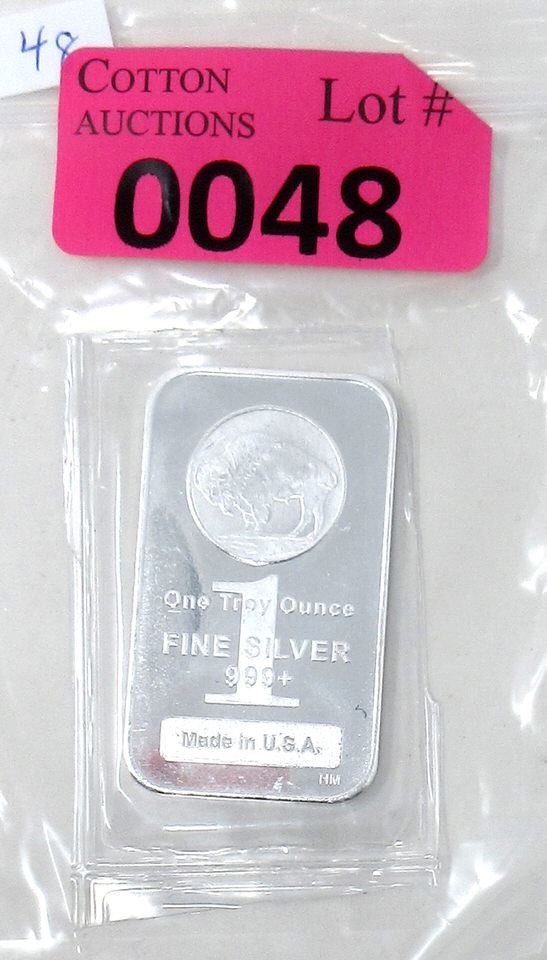 48
COTTON
AUCTIONS
Lot #
0048
1
One Troy Ounce
FINE SILVER
999+
Made in U.S.A.
HM